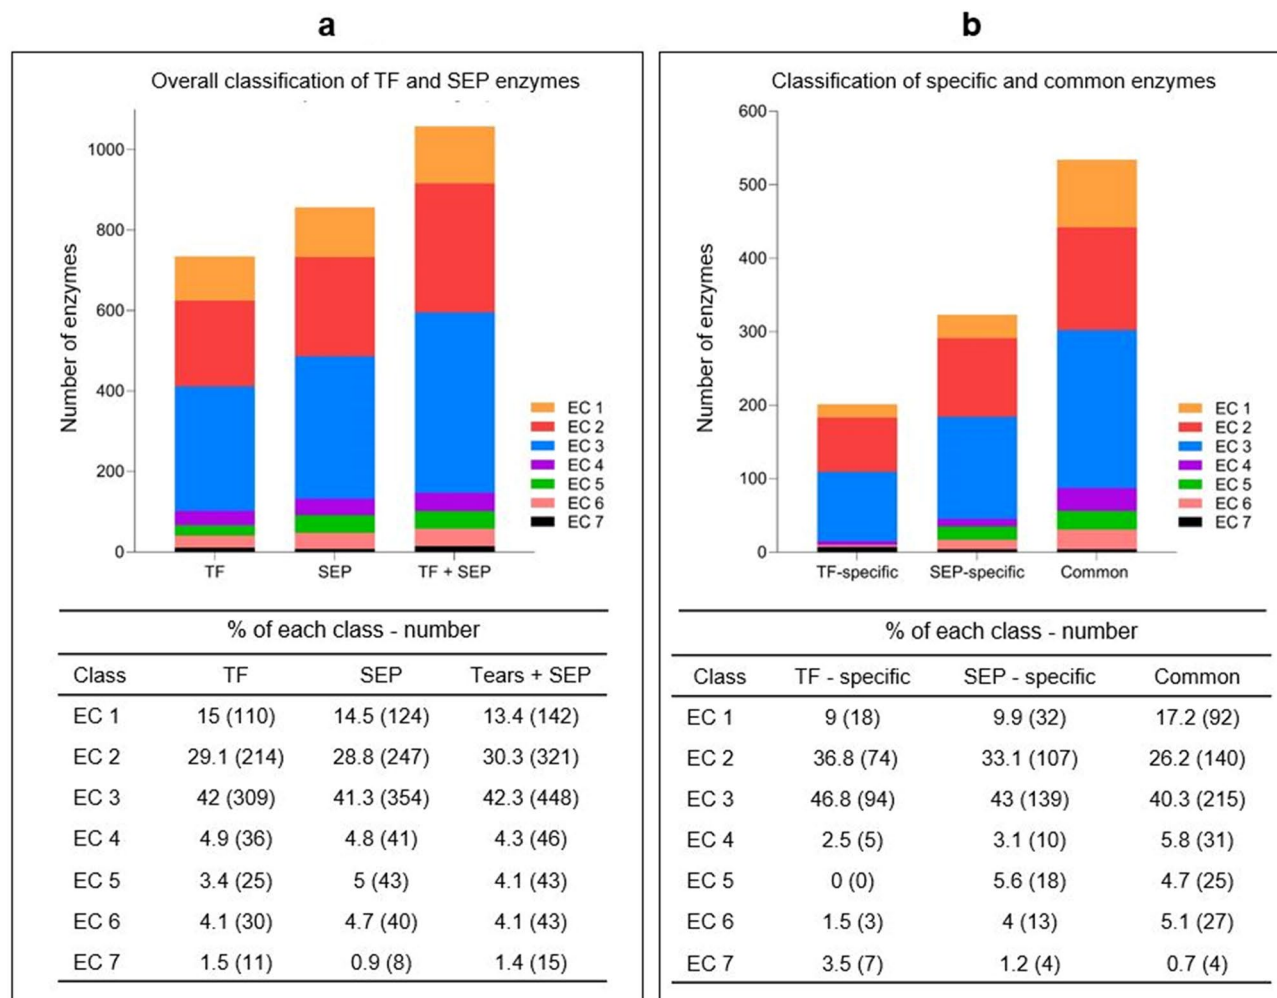 a
Overall classification of TF and SEP enzymes
Number of enzymes
1000
800
600
400
200
0
TF SEP TF + SEP
EC 1
EC 2
EC 3
EC 4
EC 5
EC 6
EC 7
% of each class - number
Class TF SEP Tears + SEP
EC 1 15 (110) 14.5 (124) 13.4 (142)
EC 2 29.1 (214) 28.8 (247) 30.3 (321)
EC 3 42 (309) 41.3 (354) 42.3 (448)
EC 4 4.9 (36) 4.8 (41) 4.3 (46)
EC 5 3.4 (25) 5 (43) 4.1 (43)
EC 6 4.1 (30) 4.7 (40) 4.1 (43)
EC 7 1.5 (11) 0.9 (8) 1.4 (15)
b
Classification of specific and common enzymes
Number of enzymes
600
500
400
300
200
100
0
TF-specific SEP-specific Common
EC 1
EC 2
EC 3
EC 4
EC 5
EC 6
EC 7
% of each class - number
Class TF - specific SEP - specific Common
EC 1 9 (18) 9.9 (32) 17.2 (92)
EC 2 36.8 (74) 33.1 (107) 26.2 (140)
EC 3 46.8 (94) 43 (139) 40.3 (215)
EC 4 2.5 (5) 3.1 (10) 5.8 (31)
EC 5 0 (0) 5.6 (18) 4.7 (25)
EC 6 1.5 (3) 4 (13) 5.1 (27)
EC 7 3.5 (7) 1.2 (4) 0.7 (4)